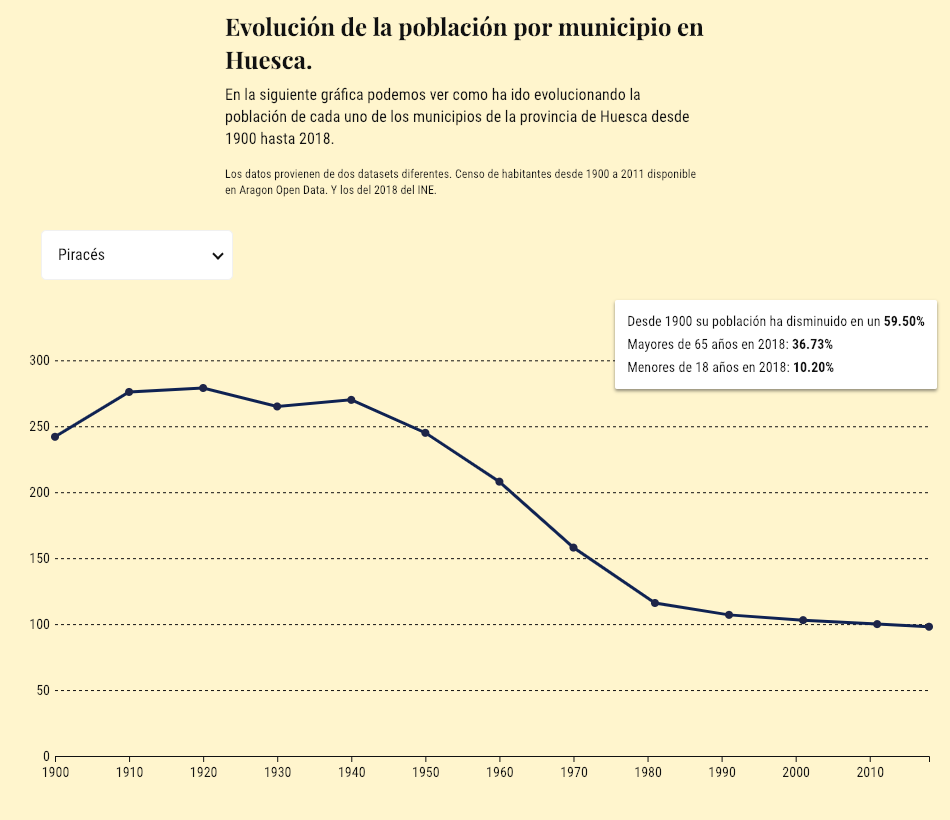 Evolución de la población por municipio en
Huesca.
En la siguiente gráfica podemos ver como ha ido evolucionando la
población de cada uno de los municipios de la provincia de Huesca desde
1900 hasta 2018.
Los datos provienen de dos datasets diferentes. Censo de habitantes desde 1900 a 2011 disponible
en Aragon Open Data. Y los del 2018 del INE.
Piracés
Desde 1900 su población ha disminuido en un 59.50%
Mayores de 65 años en 2018: 36.73%
Menores de 18 años en 2018: 10.20%
300
250
200
150
100
50
0
1900 1910 1920 1930 1940 1950 1960 1970 1980 1990 2000 2010